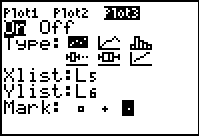 Plot1 Plot2 Plot3
On Off
Type:
Xlist:L5
Ylist:L6
Mark: ▫ + ▪